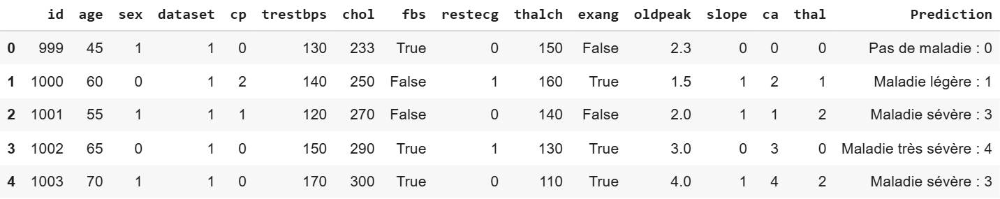 id age sex dataset cp trestbps chol fbs restecg thalch exang oldpeak slope ca thal Prediction
0 999 45 1 1 0 130 233 True 0 150 False 2.3 0 0 0 Pas de maladie : 0
1 1000 60 0 1 2 140 250 False 1 160 True 1.5 1 2 1 Maladie légère : 1
2 1001 55 1 1 1 120 270 False 0 140 False 2.0 1 1 2 Maladie sévère : 3
3 1002 65 0 1 0 150 290 True 1 130 True 3.0 0 3 0 Maladie très sévère : 4
4 1003 70 1 1 0 170 300 True 0 110 True 4.0 1 4 2 Maladie sévère : 3